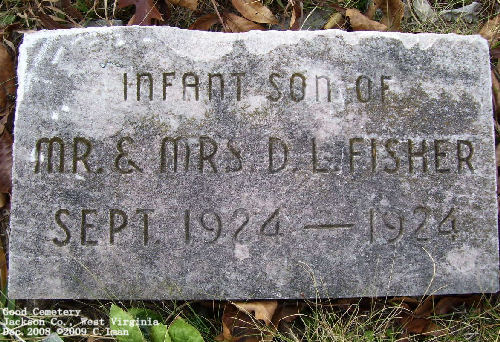 INFANT SON OF
MR. & MRS D. L. FISHER
SEPT. 1924 — 1924
Good Cemetery
Jackson Co., West Virginia
Dec. 2008 ©2009 C.Iman